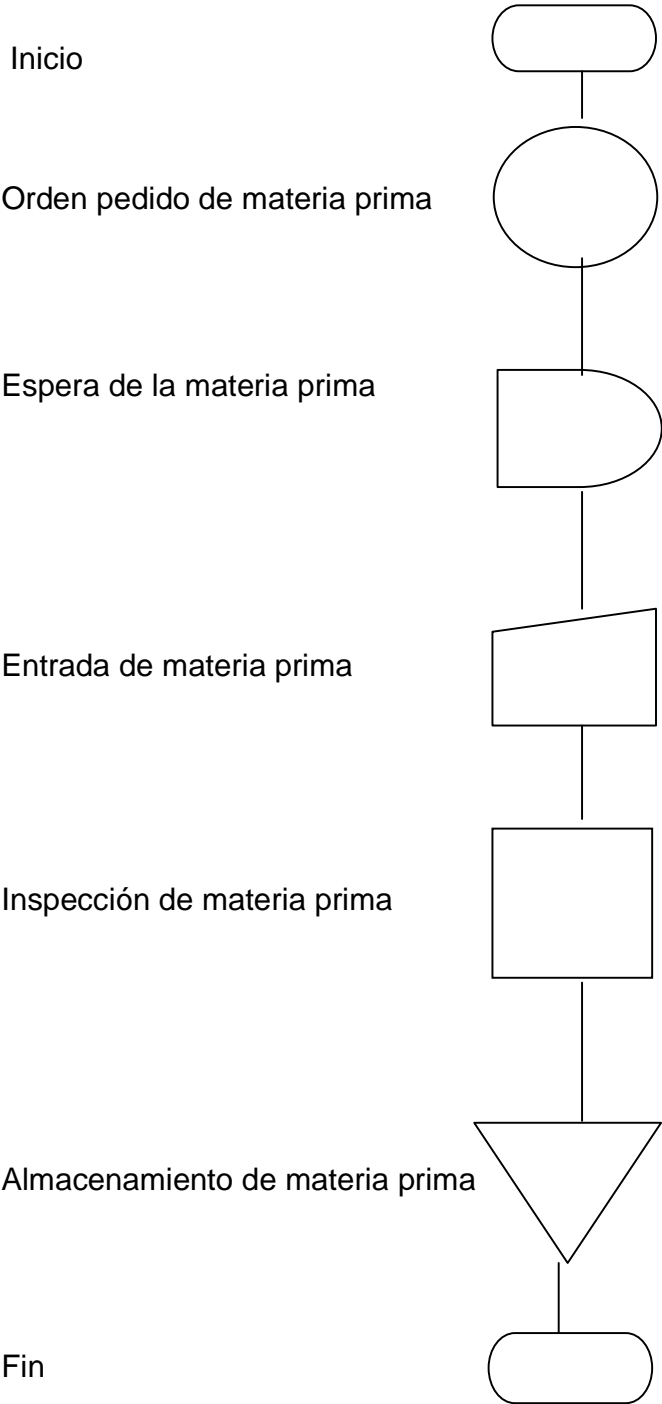 Inicio
Orden pedido de materia prima
Espera de la materia prima
Entrada de materia prima
Inspección de materia prima
Almacenamiento de materia prima
Fin